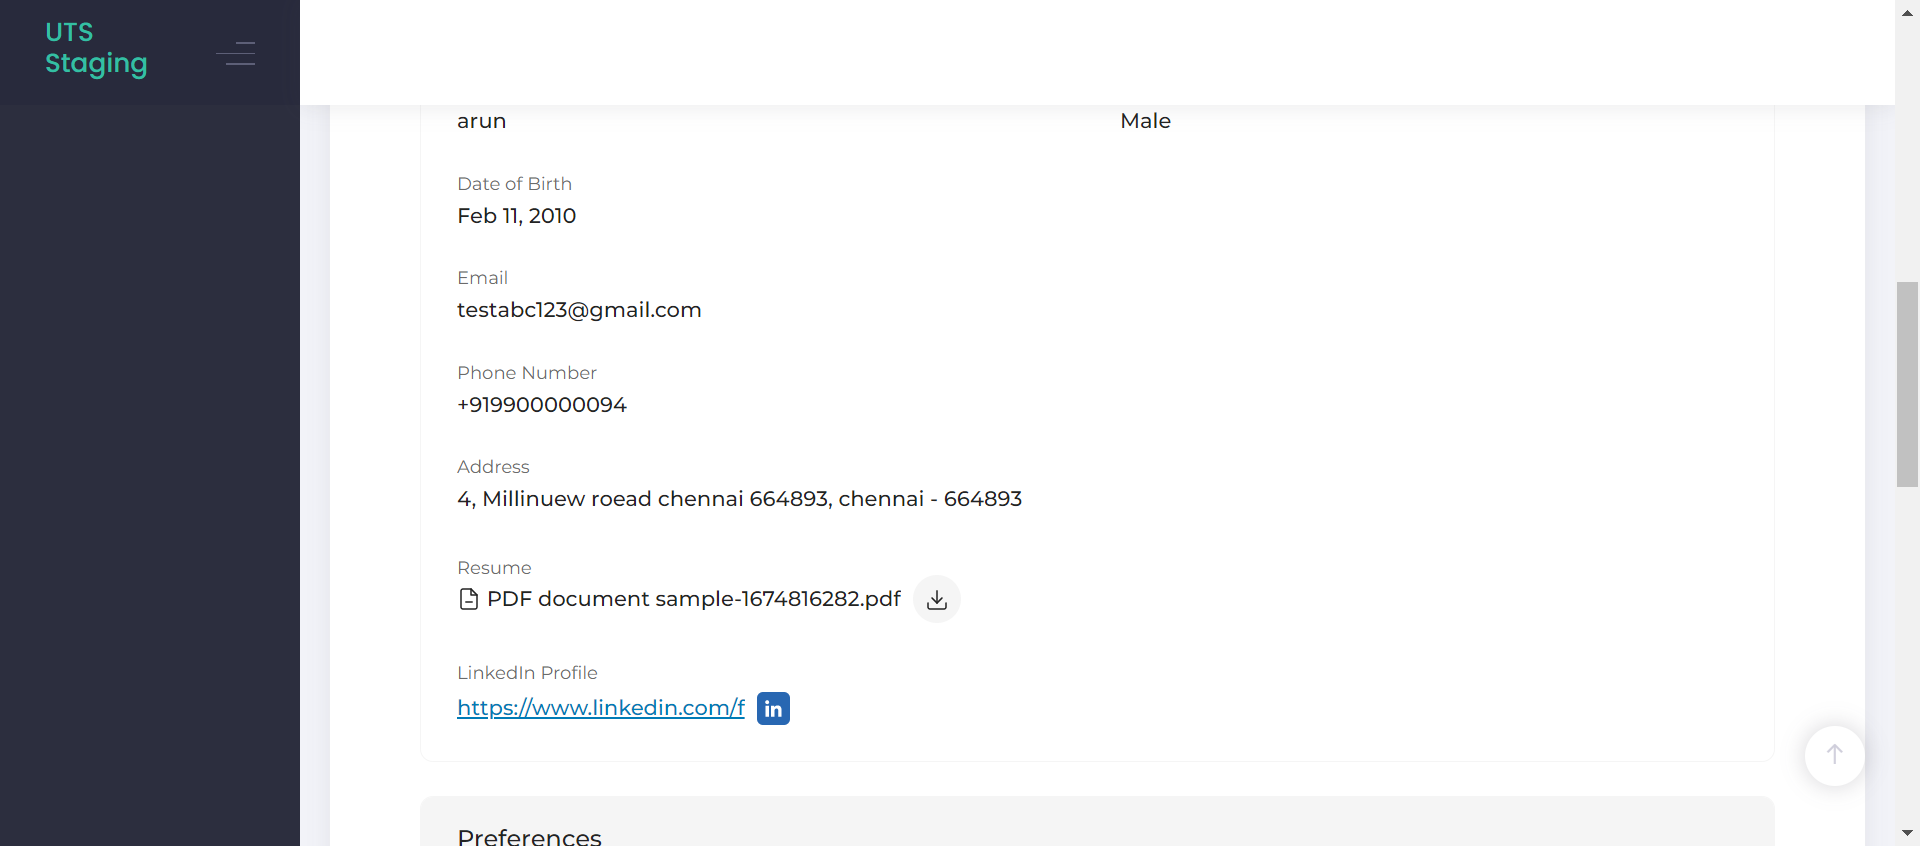 UTS
Staging
arun
Male
Date of Birth
Feb 11, 2010
Email
testabc123@gmail.com
Phone Number
+919900000094
Address
4, Millinuew roead chennai 664893, chennai - 664893
Resume
PDF document sample-1674816282.pdf
LinkedIn Profile
https://www.linkedin.com/f
in
Preferences